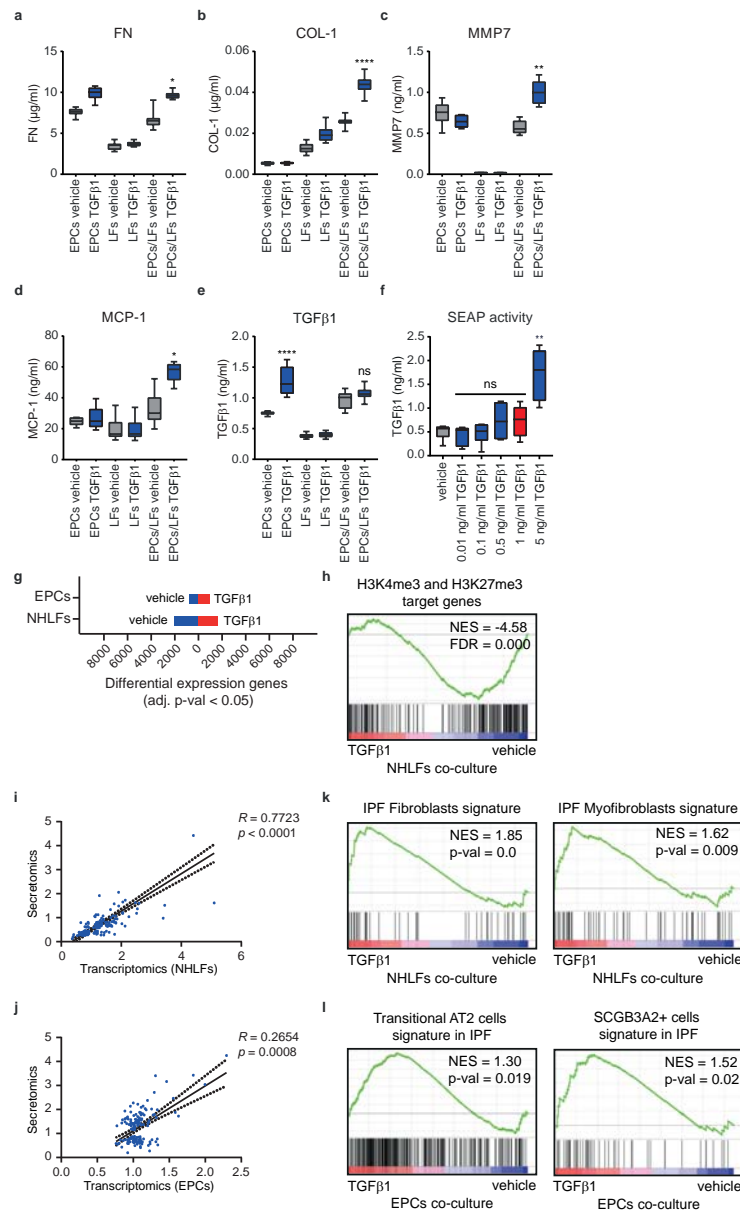 a
FN
FN (µg/ml)
15
10
5
0
*
EPCs vehicle
EPCs TGFβ1
LFs vehicle
LFs TGFβ1
EPCs/LFs vehicle
EPCs/LFs TGFβ1
b
COL-1
COL-1 (µg/ml)
0.06
0.04
0.02
0.00
****
EPCs vehicle
EPCs TGFβ1
LFs vehicle
LFs TGFβ1
EPCs/LFs vehicle
EPCs/LFs TGFβ1
c
MMP7
MMP7 (ng/ml)
1.5
1.0
0.5
0.0
**
EPCs vehicle
EPCs TGFβ1
LFs vehicle
LFs TGFβ1
EPCs/LFs vehicle
EPCs/LFs TGFβ1
d
MCP-1
MCP-1 (ng/ml)
80
60
40
20
0
*
EPCs vehicle
EPCs TGFβ1
LFs vehicle
LFs TGFβ1
EPCs/LFs vehicle
EPCs/LFs TGFβ1
e
TGFβ1
TGFβ1 (ng/ml)
2.0
1.5
1.0
0.5
0.0
****
ns
EPCs vehicle
EPCs TGFβ1
LFs vehicle
LFs TGFβ1
EPCs/LFs vehicle
EPCs/LFs TGFβ1
f
SEAP activity
TGFβ1 (ng/ml)
2.5
2.0
1.5
1.0
0.5
0.0
ns
**
vehicle
0.01 ng/ml TGFβ1
0.1 ng/ml TGFβ1
0.5 ng/ml TGFβ1
1 ng/ml TGFβ1
5 ng/ml TGFβ1
g
EPCs
vehicle TGFβ1
NHLFs
vehicle TGFβ1
8000 6000 4000 2000 0 2000 4000 6000 8000
Differential expression genes
(adj. p-val < 0.05)
h
H3K4me3 and H3K27me3
target genes
NES = -4.58
FDR = 0.000
TGFβ1 vehicle
NHLFs co-culture
i
R = 0.7723
p < 0.0001
Secretomics
5
4
3
2
1
0
0 2 4 6
Transcriptomics (NHLFs)
k
IPF Fibroblasts signature
NES = 1.85
p-val = 0.0
TGFβ1 vehicle
NHLFs co-culture
IPF Myofibroblasts signature
NES = 1.62
p-val = 0.009
TGFβ1 vehicle
NHLFs co-culture
j
R = 0.2654
p = 0.0008
Secretomics
5
4
3
2
1
0
0.0 0.5 1.0 1.5 2.0 2.5
Transcriptomics (EPCs)
l
Transitional AT2 cells
signature in IPF
NES = 1.30
p-val = 0.019
TGFβ1 vehicle
EPCs co-culture
SCGB3A2+ cells
signature in IPF
NES = 1.52
p-val = 0.02
TGFβ1 vehicle
EPCs co-culture